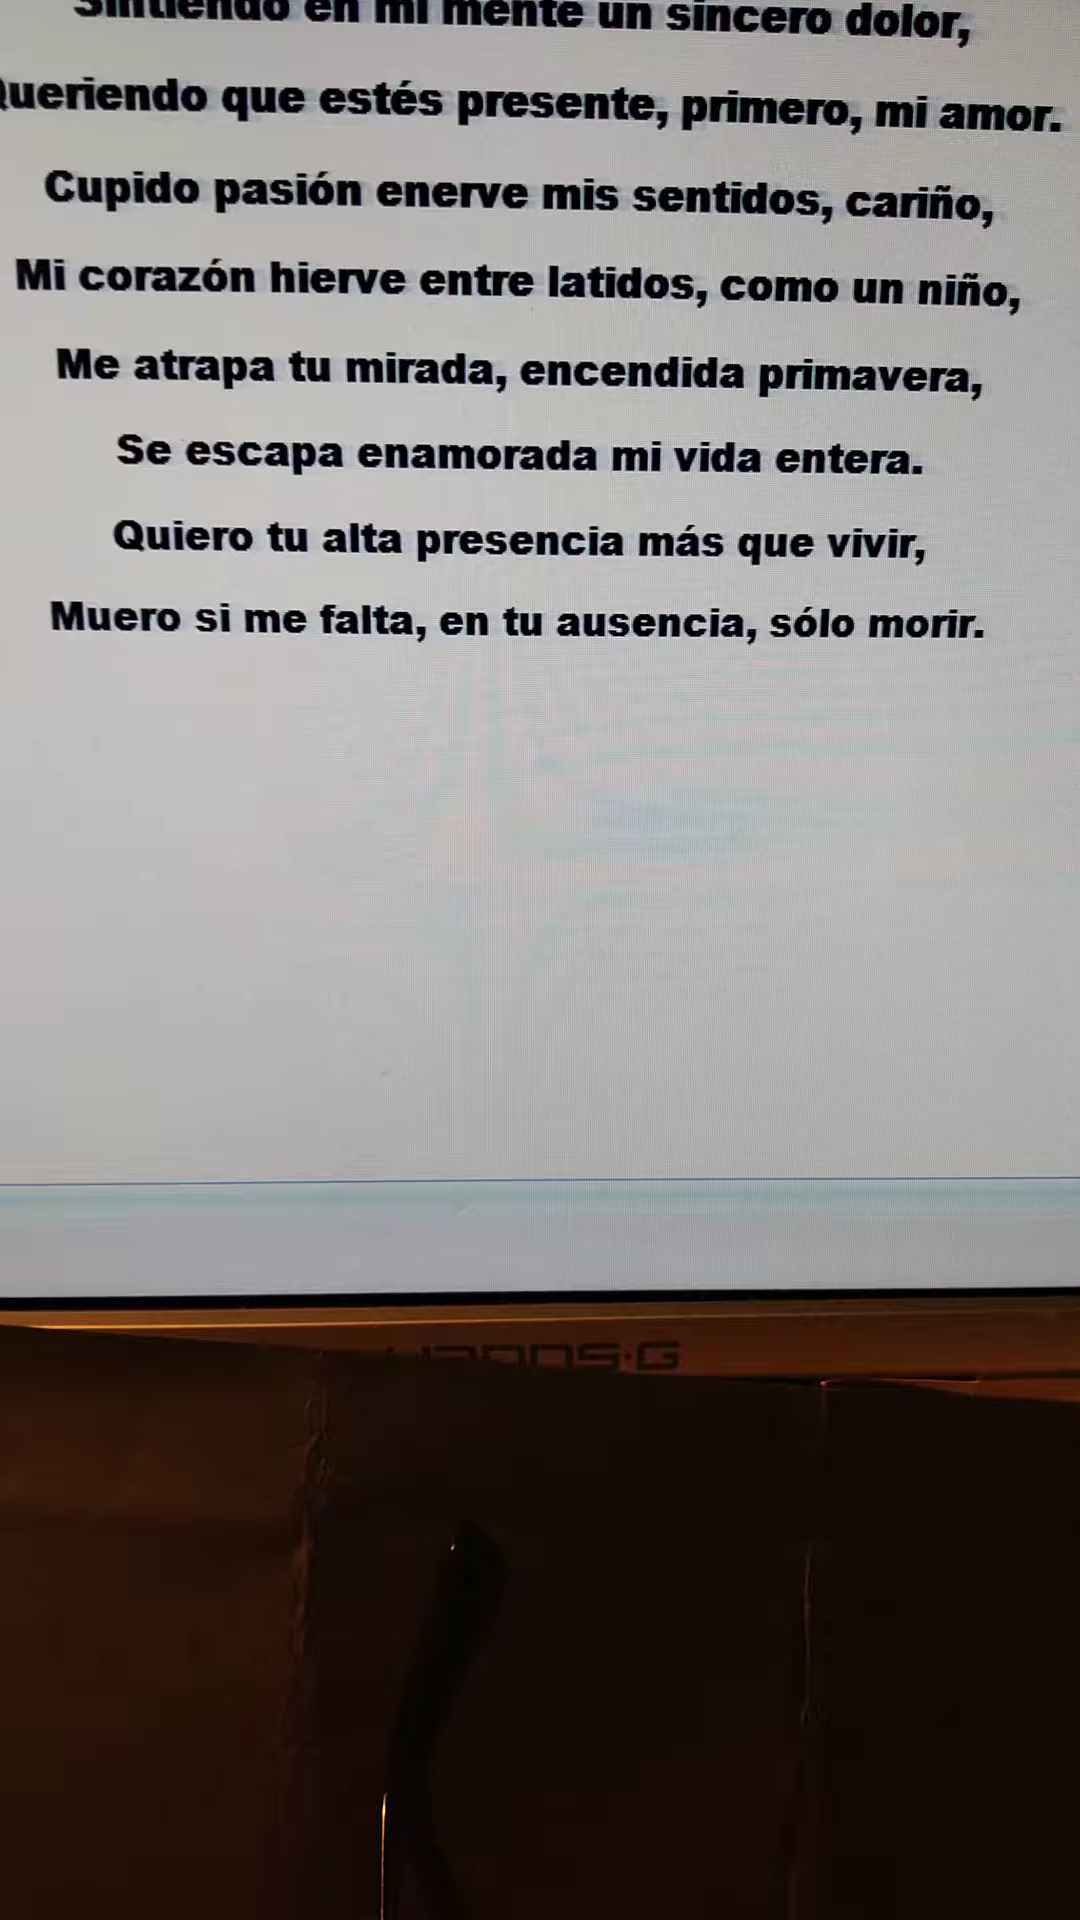 Sintiendo en mi mente un sincero dolor,
Queriendo que estés presente, primero, mi amor.
Cupido pasión enerve mis sentidos, cariño,
Mi corazón hierve entre latidos, como un niño,
Me atrapa tu mirada, encendida primavera,
Se escapa enamorada mi vida entera.
Quiero tu alta presencia más que vivir,
Muero si me falta, en tu ausencia, sólo morir.